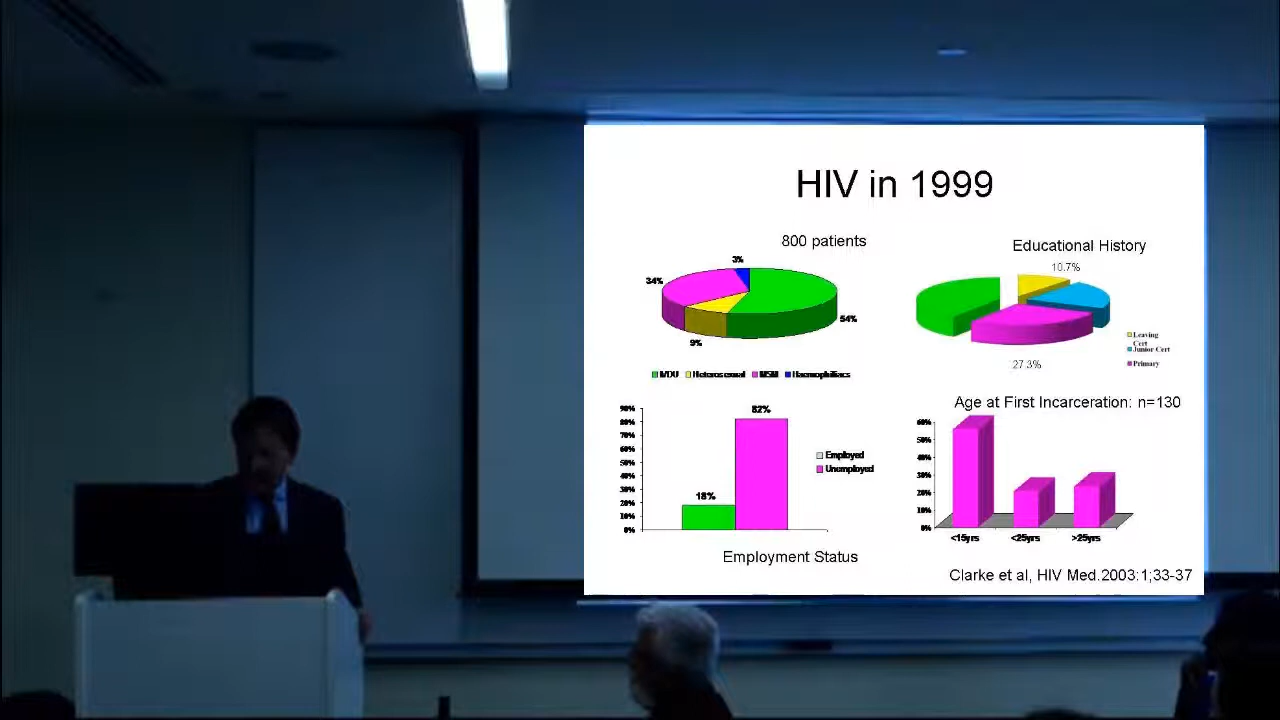 HIV in 1999
800 patients
3%
34%
54%
9%
IVDU Heterosexual MSM Haemophiliacs
Educational History
10.7%
27.3%
Leaving
Cert
Junior Cert
Primary
90%
80%
70%
60%
50%
40%
30%
20%
10%
0%
82%
18%
Employed
Unemployed
Employment Status
Age at First Incarceration: n=130
60%
50%
40%
30%
20%
10%
0%
<15yrs <25yrs >25yrs
Clarke et al, HIV Med.2003:1;33-37